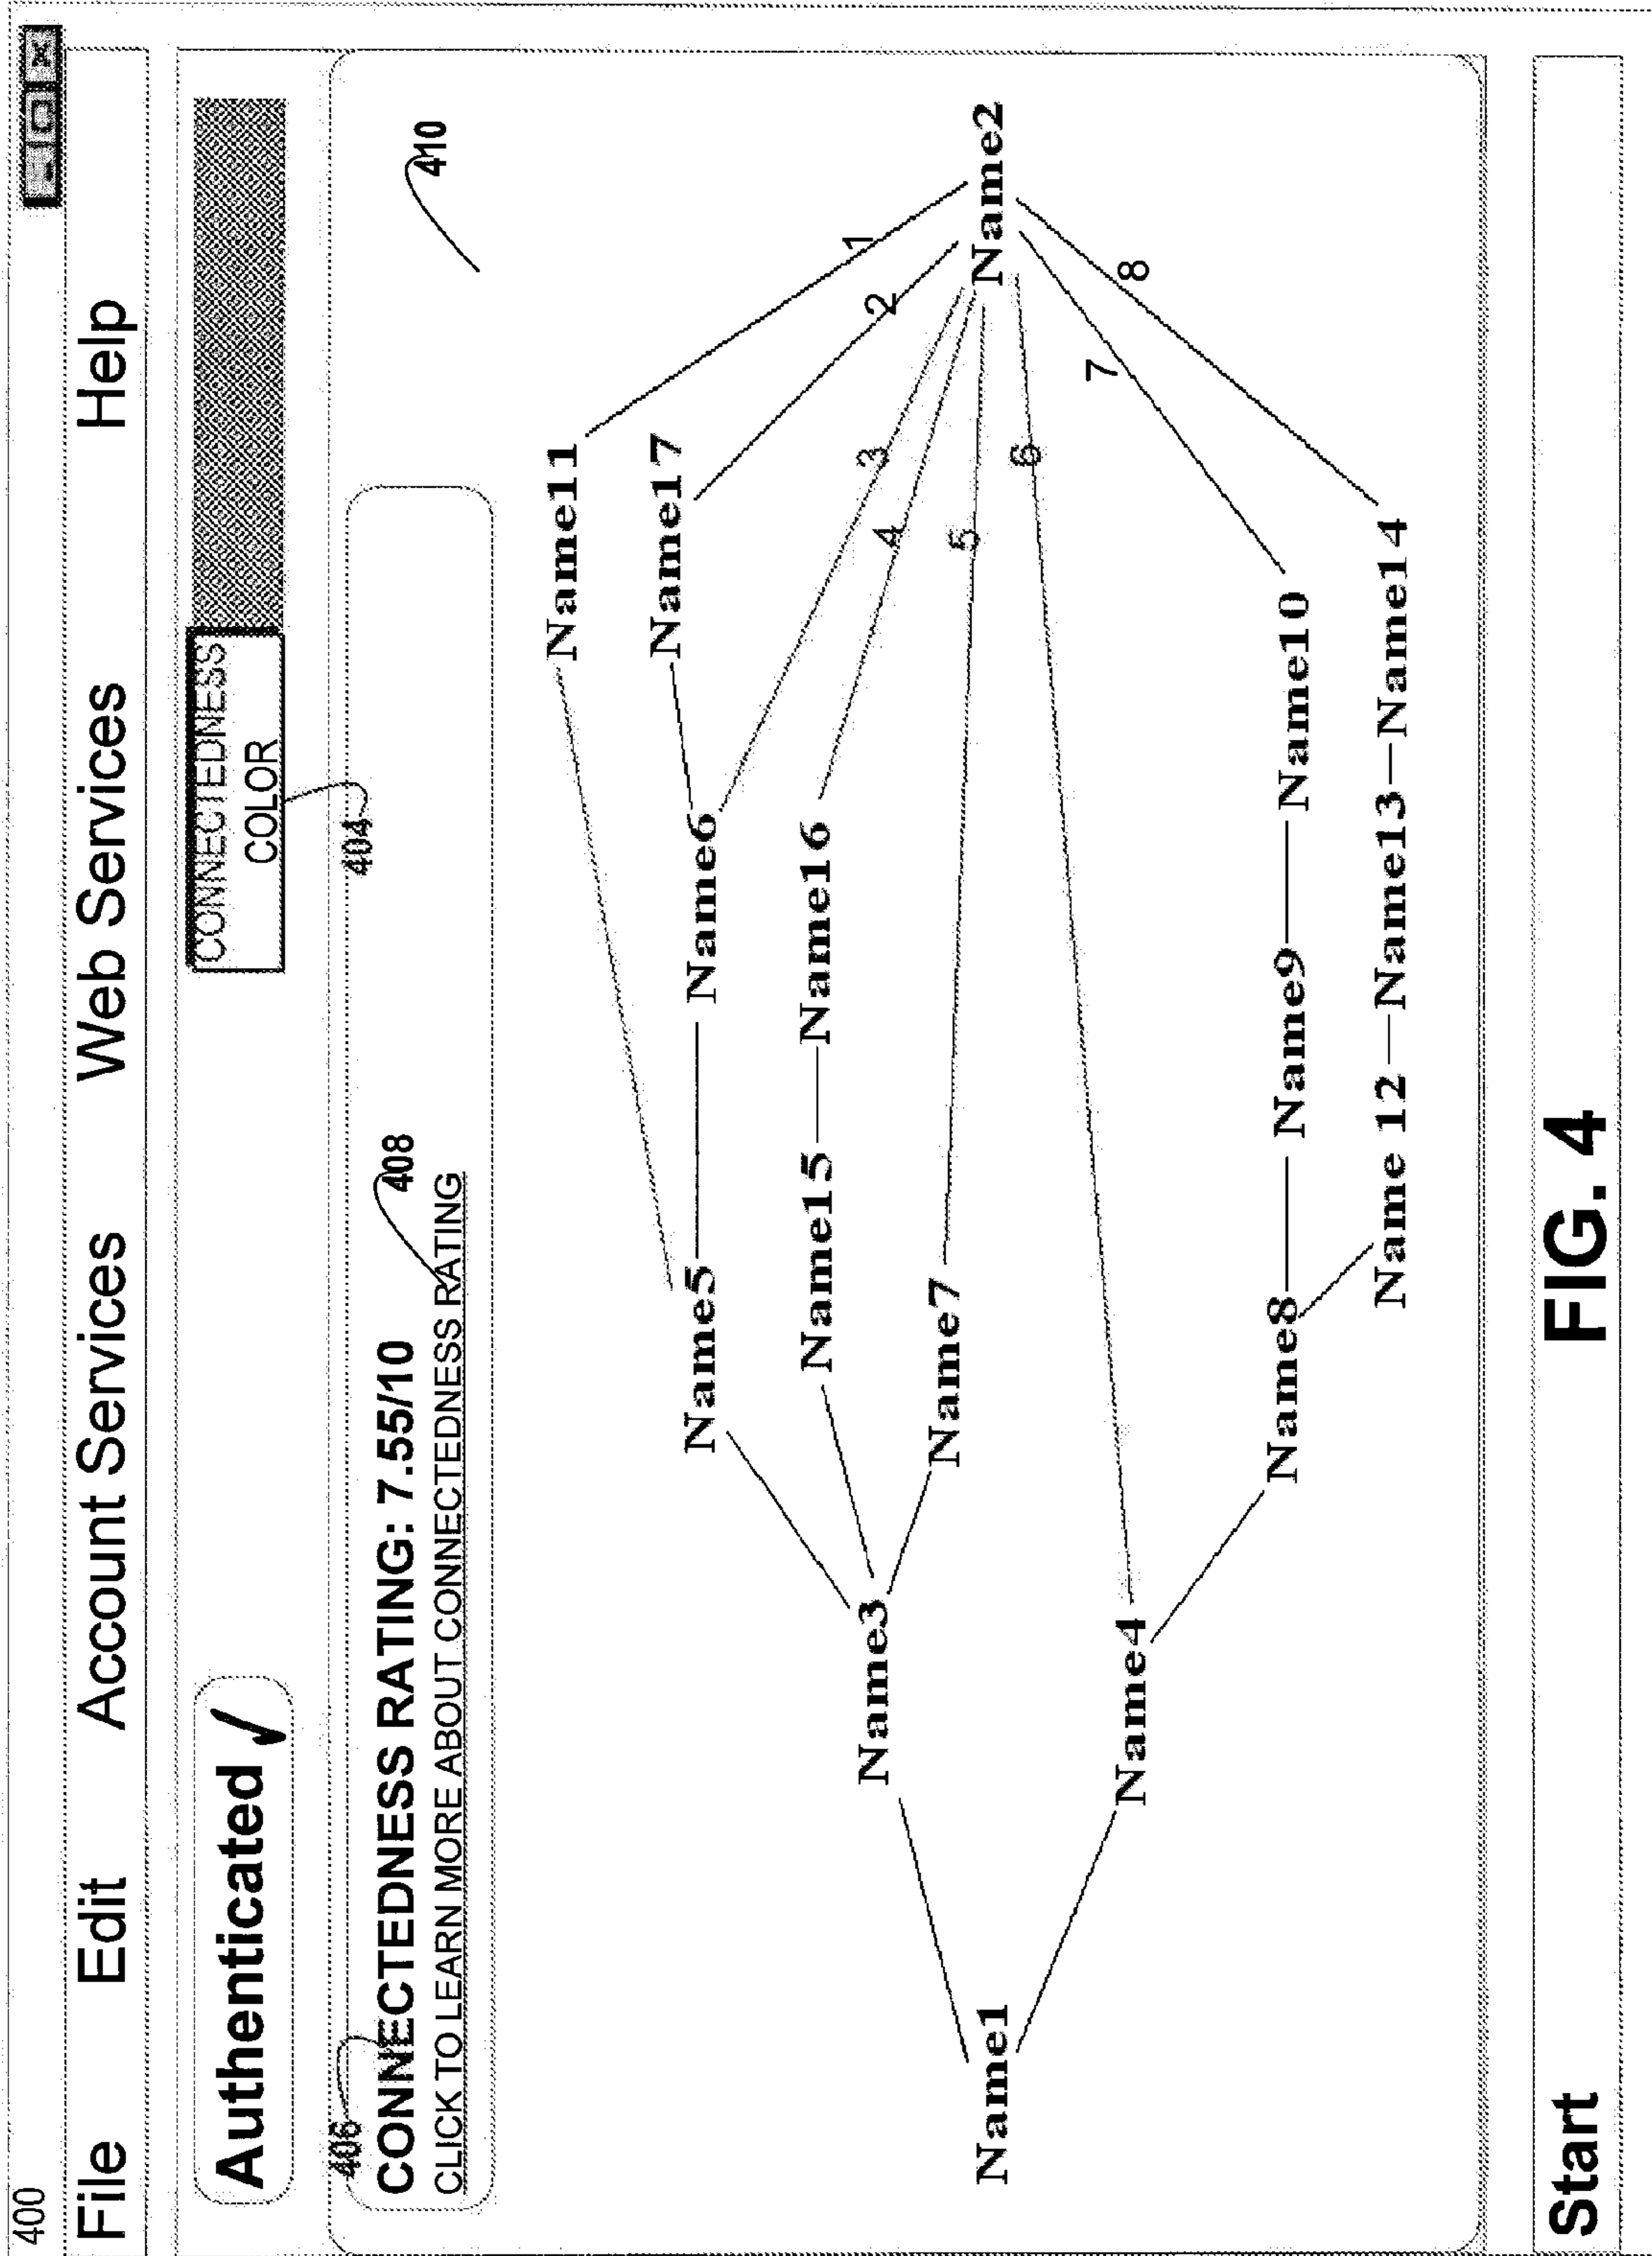 400
File Edit Account Services Web Services Help
Authenticated ✓
CONNECTEDNESS
COLOR
404
406
CONNECTEDNESS RATING: 7.55/10
CLICK TO LEARN MORE ABOUT CONNECTEDNESS RATING
408
410
Name11
1
Name17
2
Name5 Name6
3
Name15 Name16
4
Name3
Name7
5
Name1
Name2
6
Name4
7
Name8 Name9 Name10
8
Name 12 Name13 Name14
Start
FIG. 4